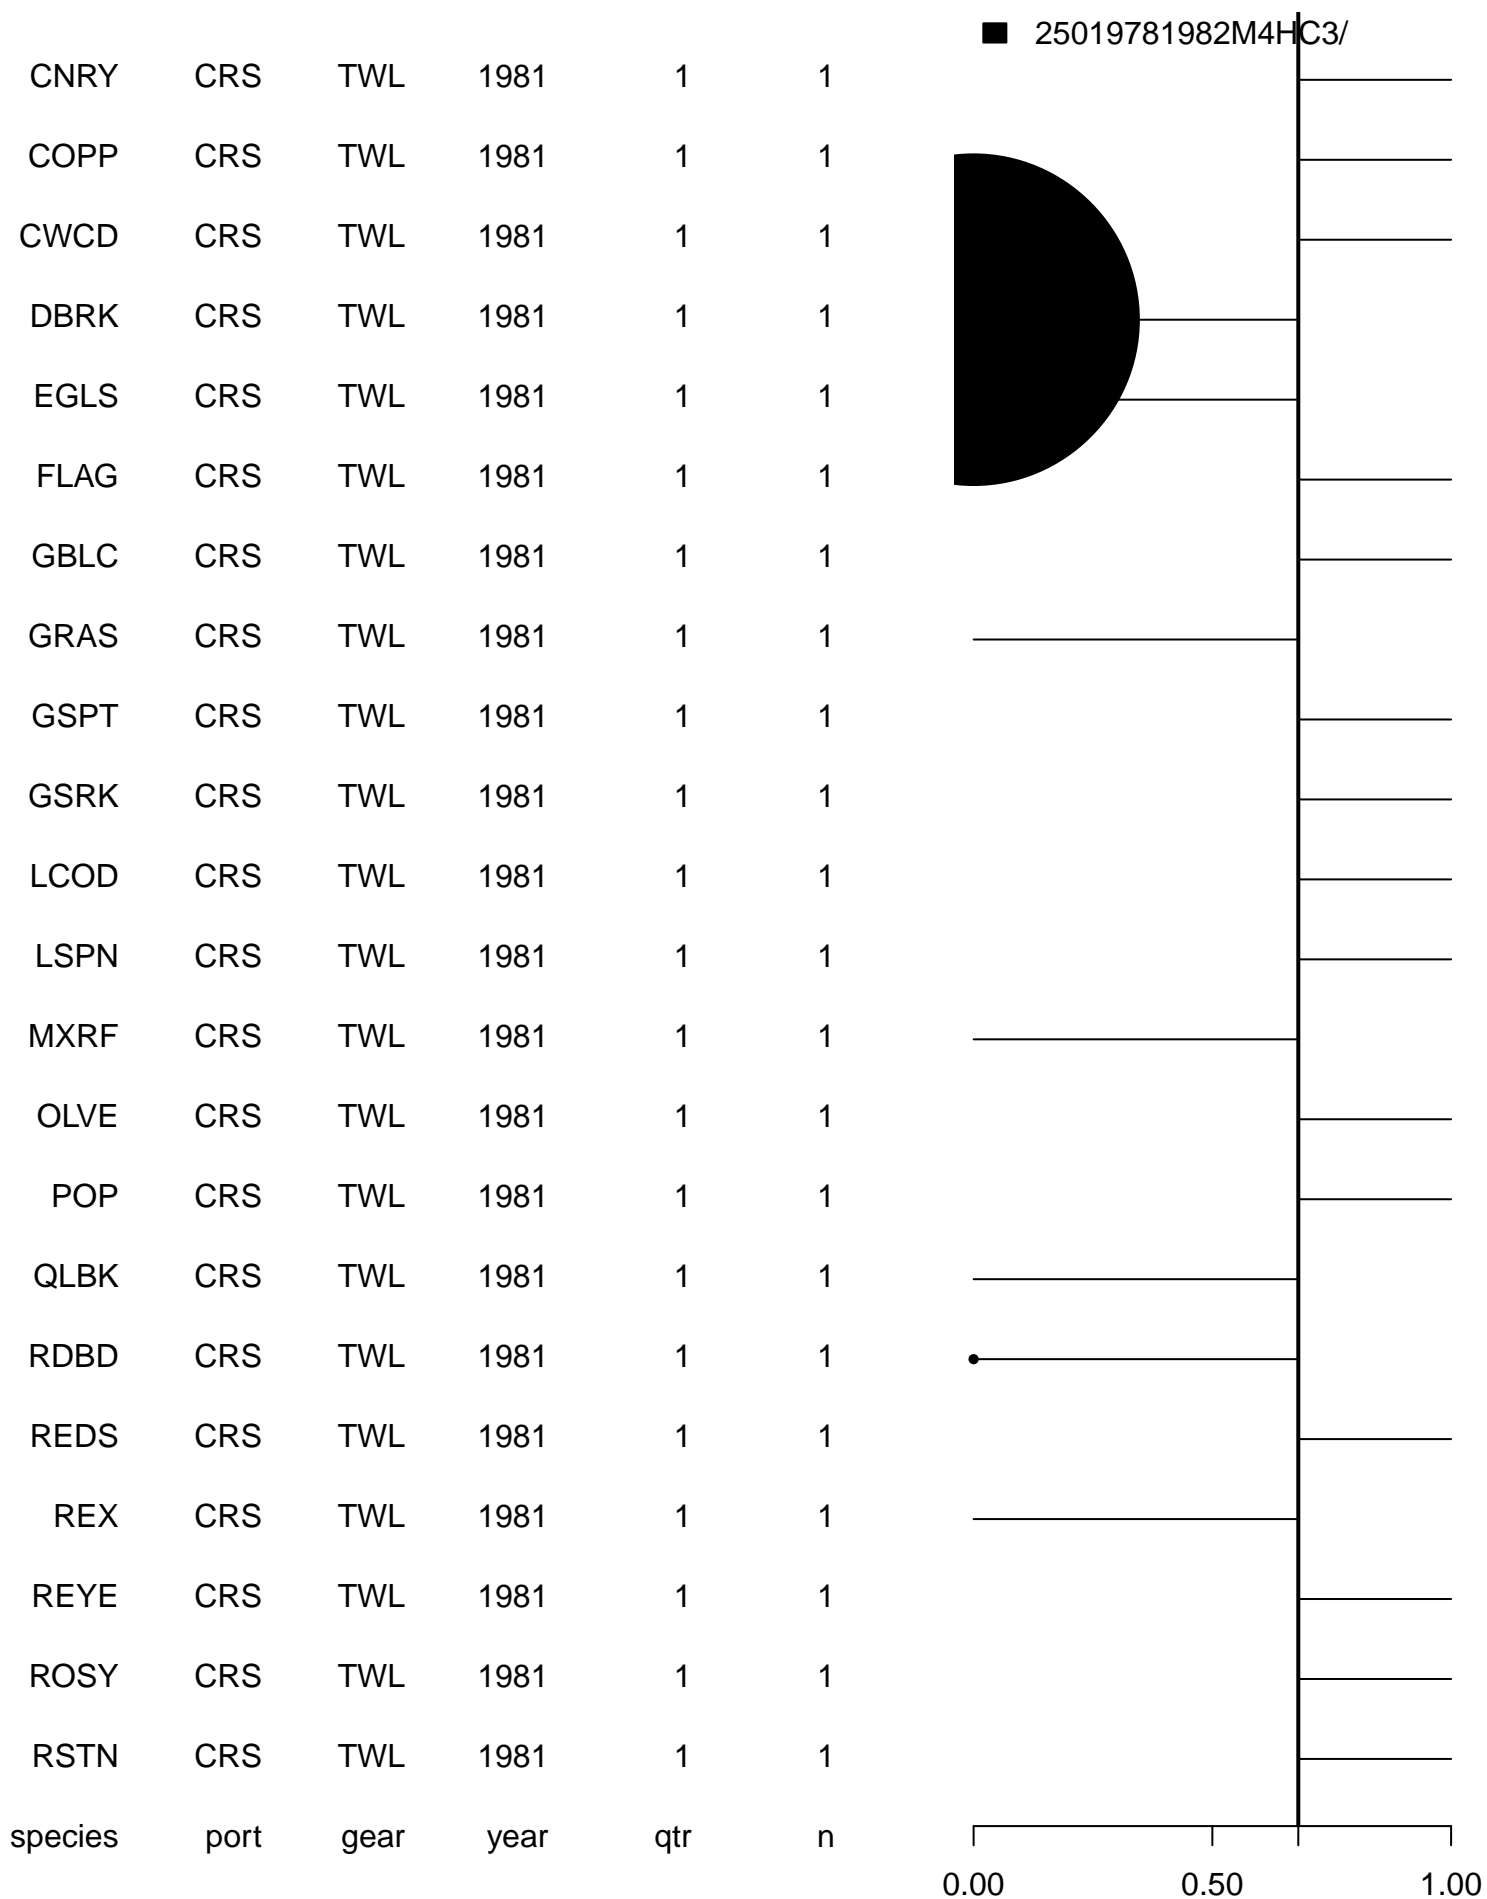 25019781982M4HC3/
CNRY CRS TWL 1981 1 1
COPP CRS TWL 1981 1 1
CWCD CRS TWL 1981 1 1
DBRK CRS TWL 1981 1 1
EGLS CRS TWL 1981 1 1
FLAG CRS TWL 1981 1 1
GBLC CRS TWL 1981 1 1
GRAS CRS TWL 1981 1 1
GSPT CRS TWL 1981 1 1
GSRK CRS TWL 1981 1 1
LCOD CRS TWL 1981 1 1
LSPN CRS TWL 1981 1 1
MXRF CRS TWL 1981 1 1
OLVE CRS TWL 1981 1 1
POP CRS TWL 1981 1 1
QLBK CRS TWL 1981 1 1
RDBD CRS TWL 1981 1 1
REDS CRS TWL 1981 1 1
REX CRS TWL 1981 1 1
REYE CRS TWL 1981 1 1
ROSY CRS TWL 1981 1 1
RSTN CRS TWL 1981 1 1
species port gear year qtr n
0.00 0.50 1.00